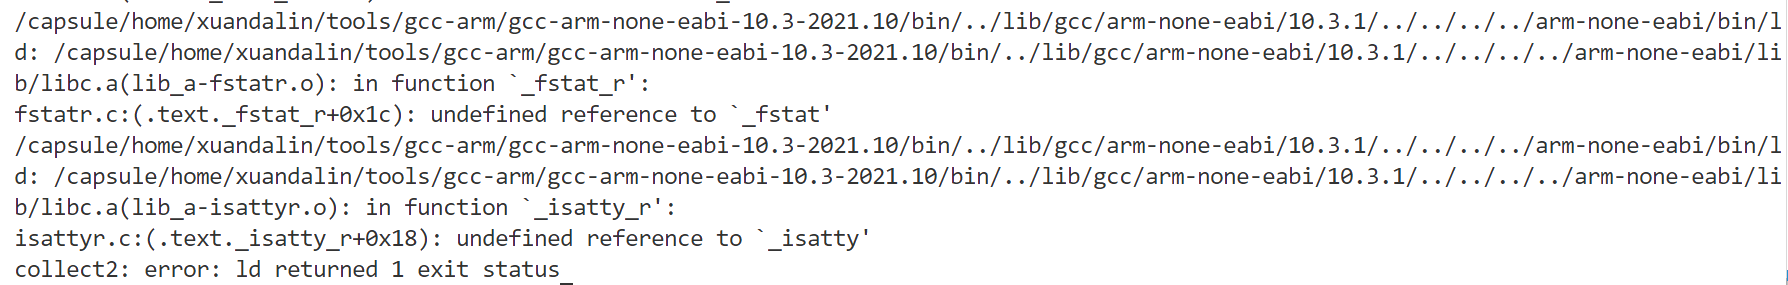 /capsule/home/xuandalin/tools/gcc-arm/gcc-arm-none-eabi-10.3-2021.10/bin/../lib/gcc/arm-none-eabi/10.3.1/../../../../arm-none-eabi/bin/l
d: /capsule/home/xuandalin/tools/gcc-arm/gcc-arm-none-eabi-10.3-2021.10/bin/../lib/gcc/arm-none-eabi/10.3.1/../../../../arm-none-eabi/li
b/libc.a(lib_a-fstatr.o): in function `_fstat_r':
fstatr.c:(.text._fstat_r+0x1c): undefined reference to `_fstat'
/capsule/home/xuandalin/tools/gcc-arm/gcc-arm-none-eabi-10.3-2021.10/bin/../lib/gcc/arm-none-eabi/10.3.1/../../../../arm-none-eabi/bin/l
d: /capsule/home/xuandalin/tools/gcc-arm/gcc-arm-none-eabi-10.3-2021.10/bin/../lib/gcc/arm-none-eabi/10.3.1/../../../../arm-none-eabi/li
b/libc.a(lib_a-isattyr.o): in function `_isatty_r':
isattyr.c:(.text._isatty_r+0x18): undefined reference to `_isatty'
collect2: error: ld returned 1 exit status_